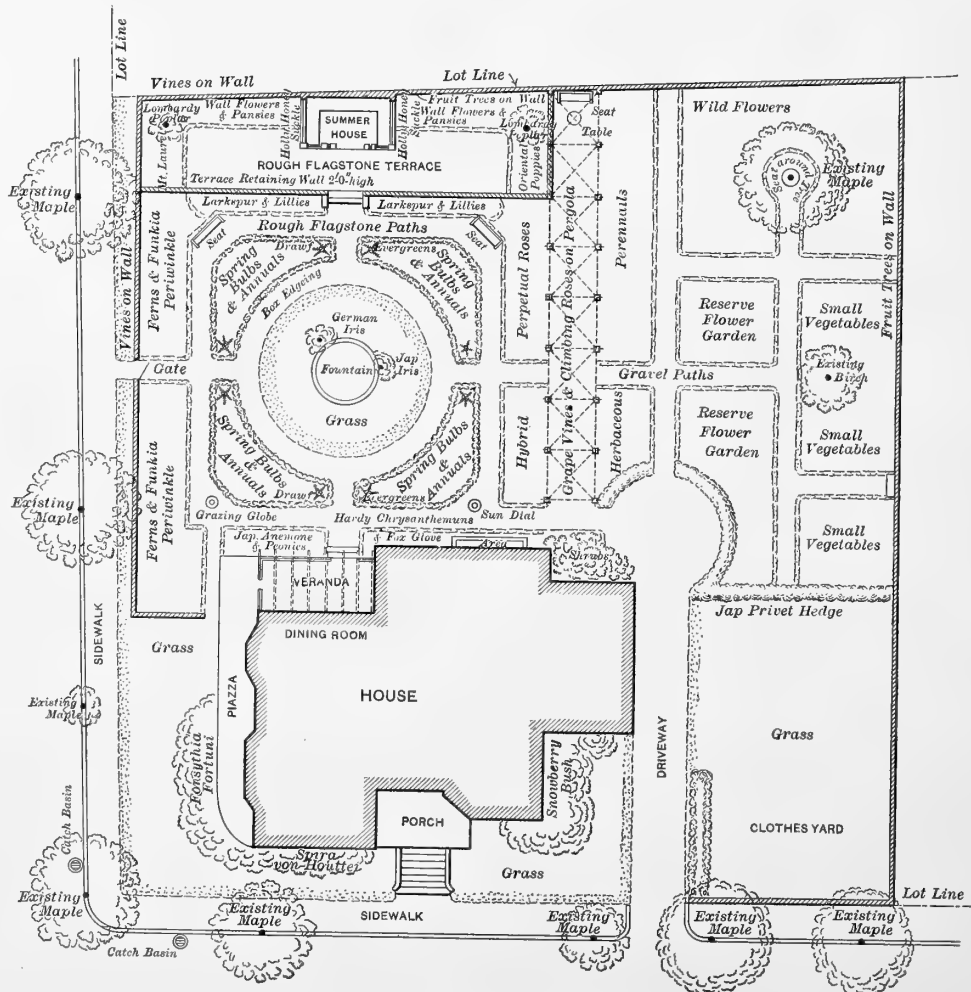 Lot Line
Vines on Wall
Lot Line
Lombardy
Poplar
Wall Flowers
& Pansies
Holly Honey
Suckle
SUMMER
HOUSE
Holly Honey
Suckle
Fruit Trees on Wall
Wall Flowers &
Pansies
Lombardy
Poplar
Seat
Table
Wild Flowers
Mt. Laurel
ROUGH FLAGSTONE TERRACE
Oriental
Poppies
Terrace Retaining Wall 2'-0" high
Seat around
Tree
Existing
Maple
Existing
Maple
Larkspur & Lillies
Larkspur & Lillies
Rough Flagstone Paths
Seat
Seat
Vines on Wall
Ferns & Funkia
Periwinkle
Drawf
Evergreens
Spring
Bulbs
& Annuals
Spring
Bulbs
& Annuals
Box Edgeing
Perpetual Roses
Grape Vines & Climbing Roses on Pergola
Perennails
Fruit Trees on Wall
German
Iris
Jap
Iris
Fountain
Grass
Reserve
Flower
Garden
Small
Vegetables
Gate
Gravel Paths
Existing
Birch
Ferns & Funkia
Periwinkle
Spring Bulbs
&
Annuals
Spring Bulbs
&
Annuals
Drawf
Evergreens
Hybrid
Herbaceous
Reserve
Flower
Garden
Small
Vegetables
Existing
Maple
Grazing Globe
Hardy Chrysanthemuns
Sun Dial
Jap. Anemone
& Peonies
& Fox Glove
Area
Shrubs
Small
Vegetables
VERANDA
Jap Privet Hedge
SIDEWALK
Grass
DINING ROOM
PIAZZA
HOUSE
Existing
Maple
Forsythia
Fortuni
Snowberry
Bush
DRIVEWAY
Grass
Catch Basin
PORCH
CLOTHES YARD
Spira
von-Houttei
Grass
Existing
Maple
SIDEWALK
Lot Line
Existing
Maple
Existing
Maple
Existing
Maple
Existing
Maple
Catch Basin